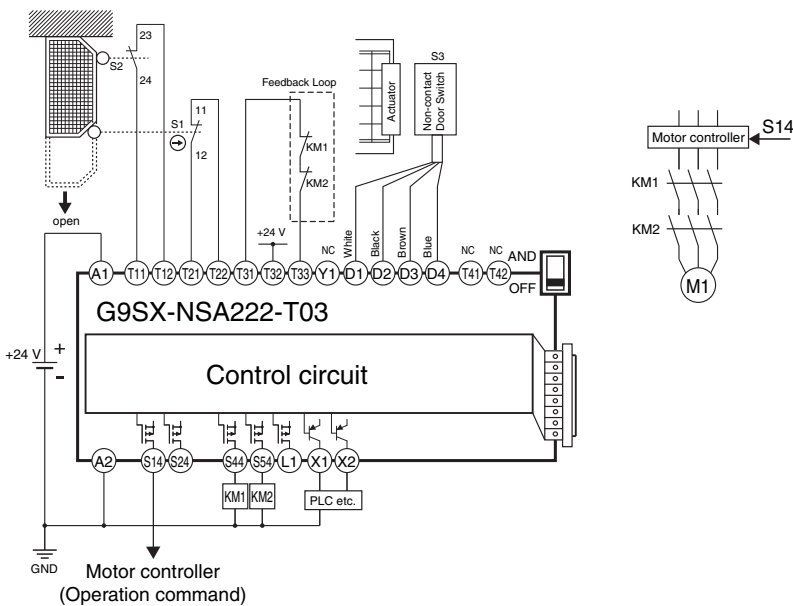 23
S2
24
11
S1
12
open
Feedback Loop
KM1
KM2
Actuator
S3
Non-contact
Door Switch
+24 V
NC
White
Black
Brown
Blue
NC
NC
A1
T11
T12
T21
T22
T31
T32
T33
Y1
D1
D2
D3
D4
T41
T42
AND
OFF
G9SX-NSA222-T03
+24 V
+
-
Control circuit
A2
S14
S24
S44
S54
L1
X1
X2
KM1
KM2
PLC etc.
GND
Motor controller
(Operation command)
Motor controller
S14
KM1
KM2
M1